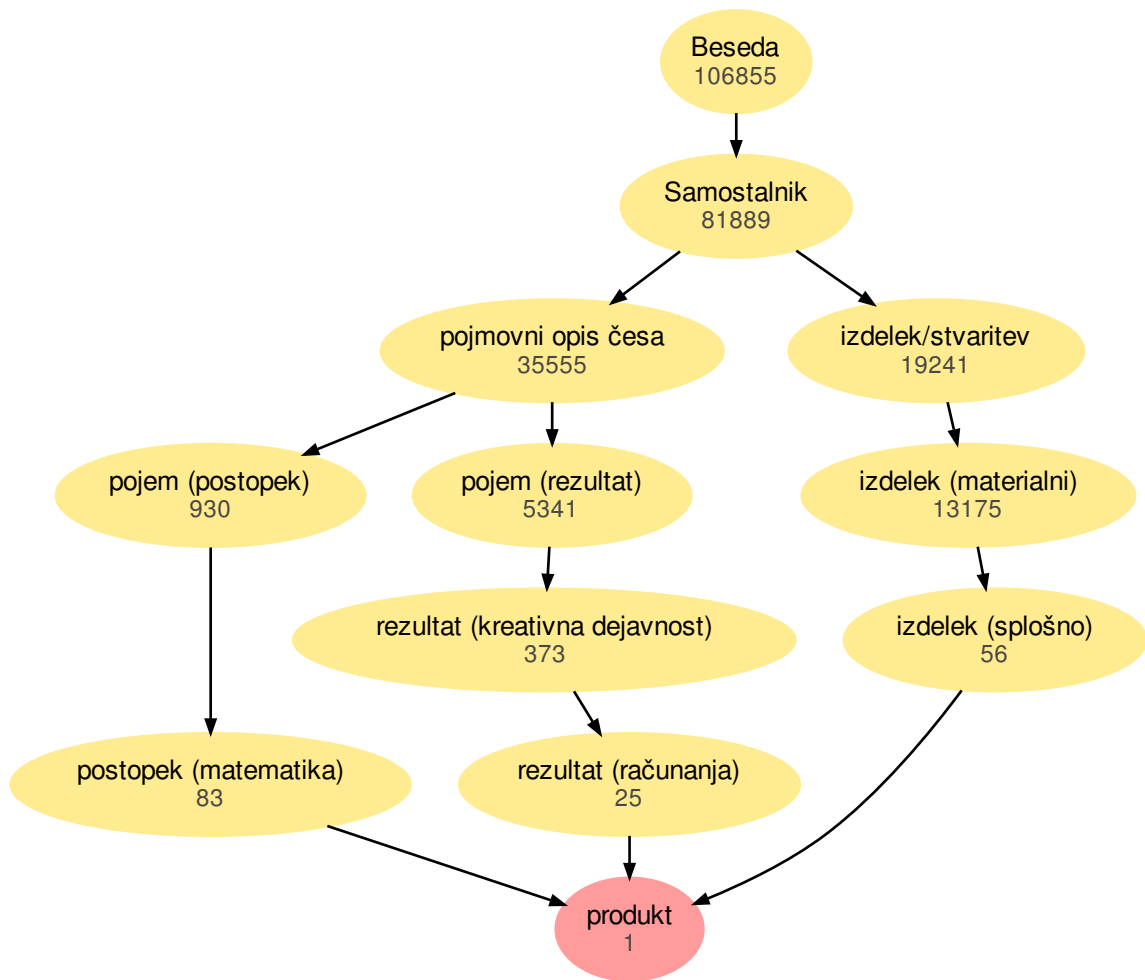 Beseda
106855
Samostalnik
81889
pojmovni opis česa
35555
izdelek/stvaritev
19241
pojem (postopek)
930
pojem (rezultat)
5341
izdelek (materialni)
13175
rezultat (kreativna dejavnost)
373
izdelek (splošno)
56
postopek (matematika)
83
rezultat (računanja)
25
produkt
1